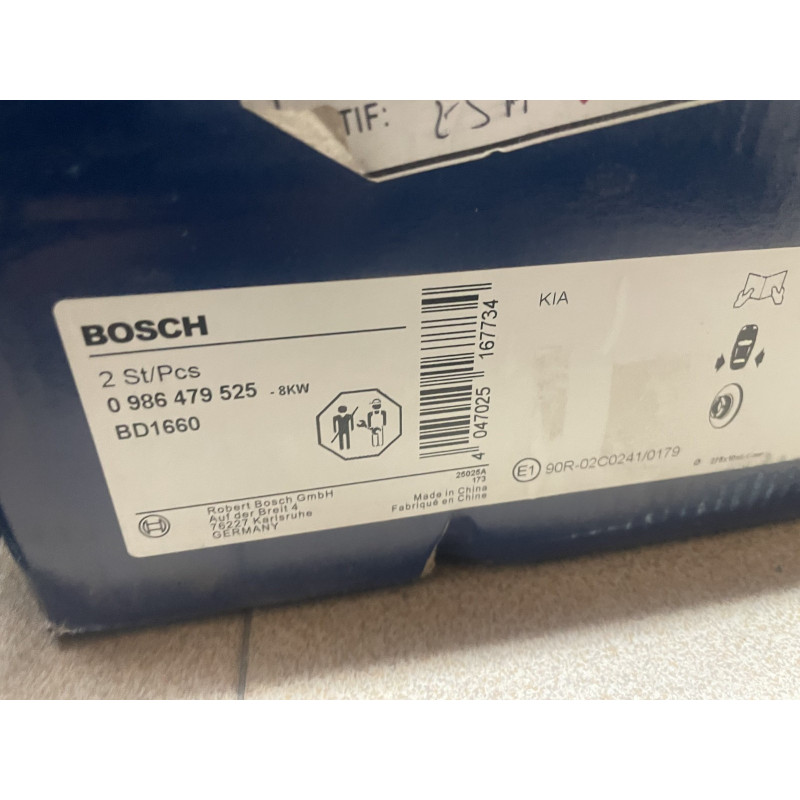 TIF:
BOSCH
2 St/Pcs
0 986 479 525 - 8KW
BD1660
Robert Bosch GmbH
Auf der Breit 4
76227 Karlsruhe
GERMANY
25025A
173
Made in China
Fabriqué en Chine
4 047025 167734
KIA
E1 90R-02C0241/0179